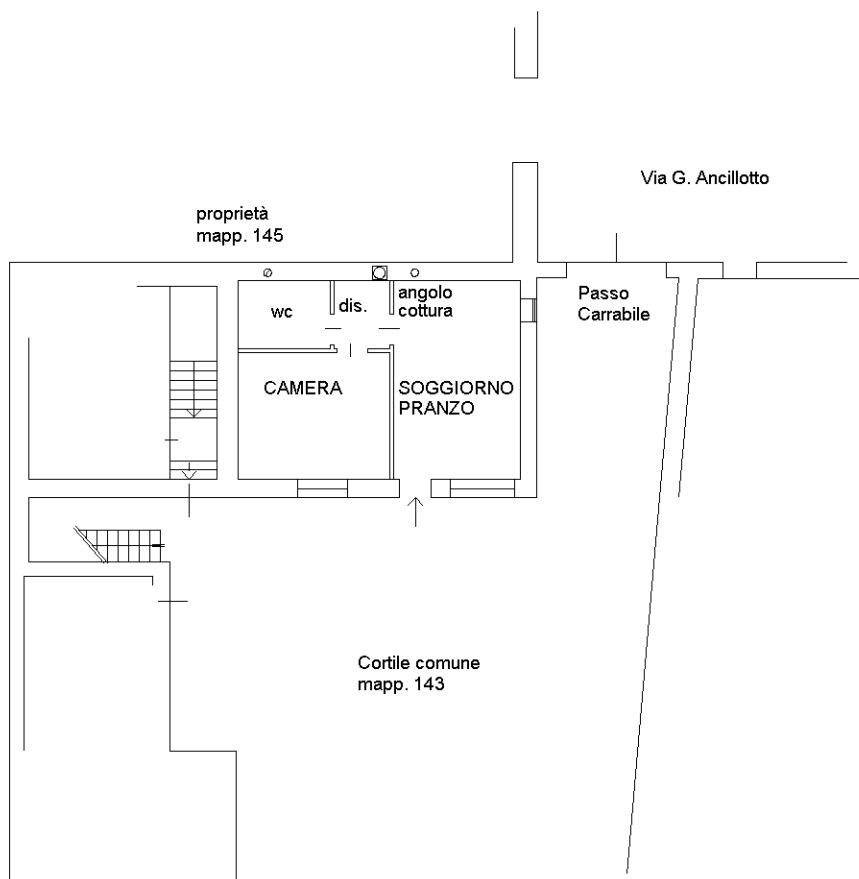 Via G. Ancillotto
proprietà
mapp. 145
Passo
Carrabile
wc
dis.
angolo
cottura
CAMERA
SOGGIORNO
PRANZO
Cortile comune
mapp. 143